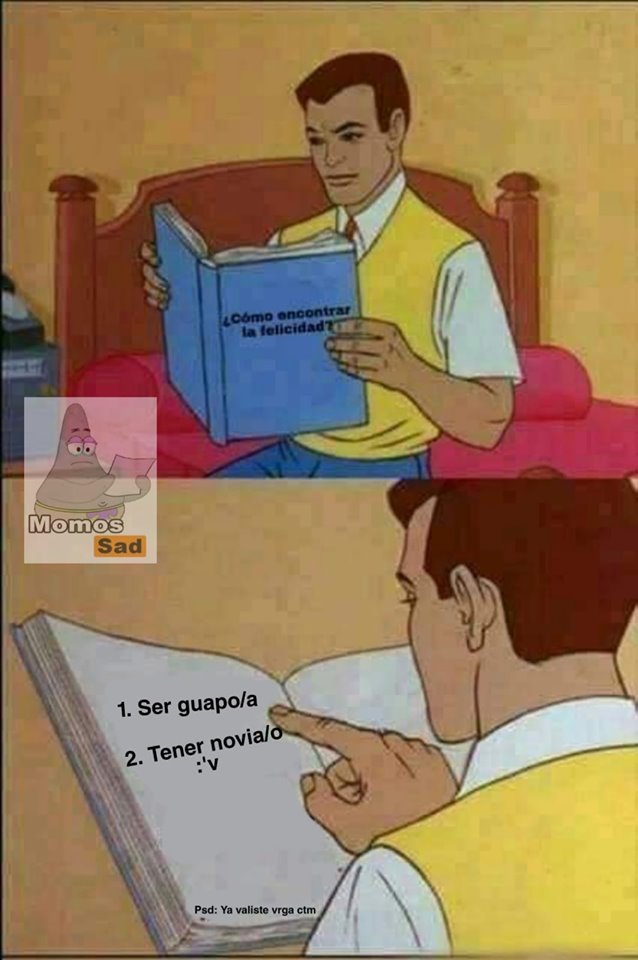 ¿Cómo encontrar
la felicidad?
Momos
Sad
1. Ser guapo/a
2. Tener novia/o
:'v
Psd: Ya valiste vrga ctm